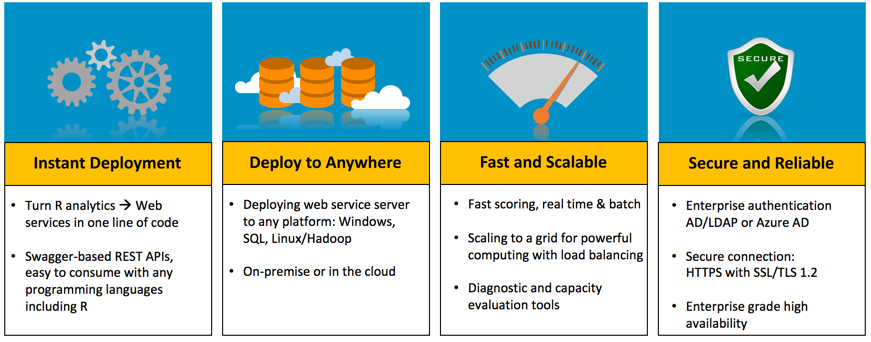 Instant Deployment
• Turn R analytics → Web
services in one line of code
• Swagger-based REST APIs,
easy to consume with any
programming languages
including R
Deploy to Anywhere
• Deploying web service server
to any platform: Windows,
SQL, Linux/Hadoop
• On-premise or in the cloud
Fast and Scalable
• Fast scoring, real time & batch
• Scaling to a grid for powerful
computing with load balancing
• Diagnostic and capacity
evaluation tools
SECURE
Secure and Reliable
• Enterprise authentication
AD/LDAP or Azure AD
• Secure connection:
HTTPS with SSL/TLS 1.2
• Enterprise grade high
availability